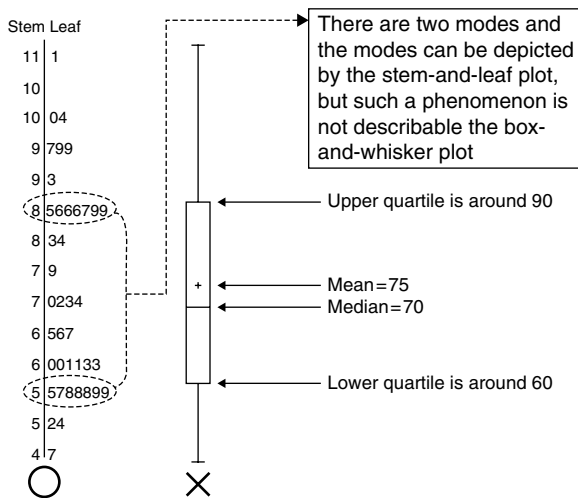 Stem Leaf
11 1
10
10 04
9 799
9 3
8 5666799
8 34
7 9
7 0234
6 567
6 001133
5 5788899
5 24
4 7
There are two modes and
the modes can be depicted
by the stem-and-leaf plot,
but such a phenomenon is
not describable the box-
and-whisker plot
Upper quartile is around 90
Mean=75
Median=70
Lower quartile is around 60